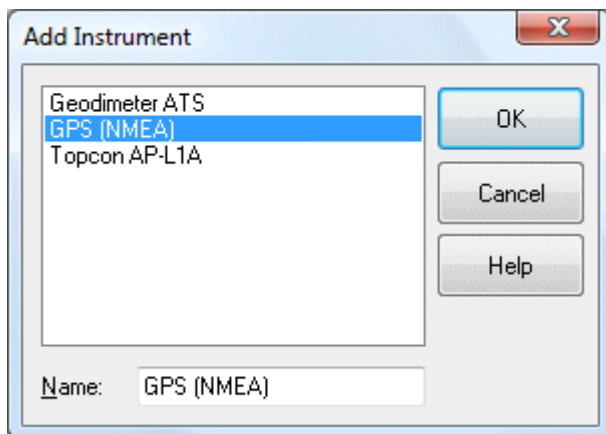 Add Instrument
Geodimeter ATS
GPS (NMEA)
Topcon AP-L1A
OK
Cancel
Help
Name: GPS (NMEA)